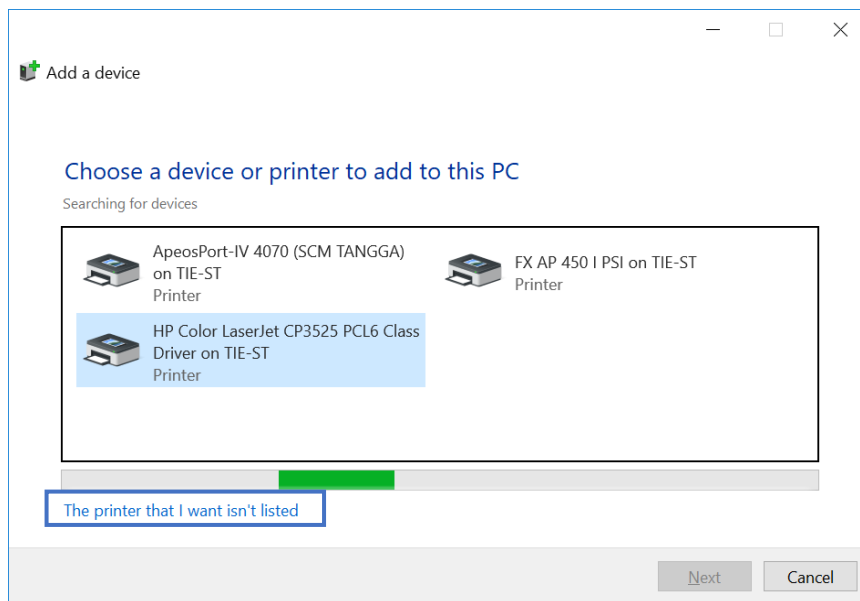 Add a device
Choose a device or printer to add to this PC
Searching for devices
ApeosPort-IV 4070 (SCM TANGGA)
on TIE-ST
Printer
FX AP 450 I PSI on TIE-ST
Printer
HP Color LaserJet CP3525 PCL6 Class
Driver on TIE-ST
Printer
The printer that I want isn't listed
Next
Cancel